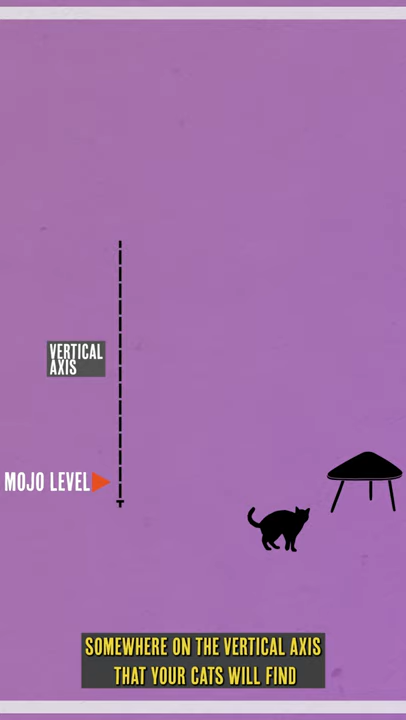 VERTICAL
AXIS
MOJO LEVEL
SOMEWHERE ON THE VERTICAL AXIS
THAT YOUR CATS WILL FIND